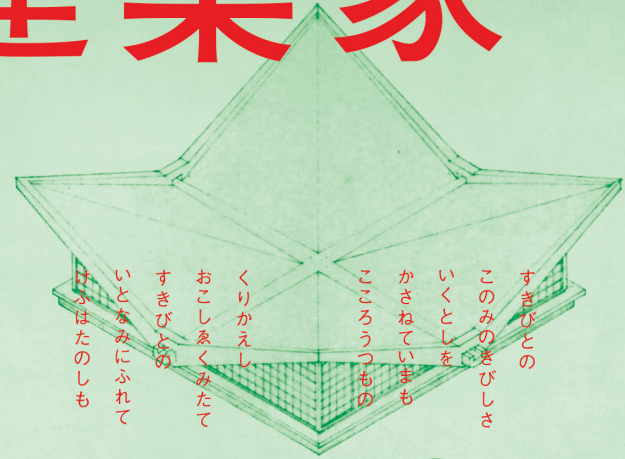 建築家
すきびとの
このみのきびしさ
いくとしを
かさねていまも
こころうつもの
くりかえし
おこしゑくみたて
すきびとの
いとなみにふれて
けふはたのしも